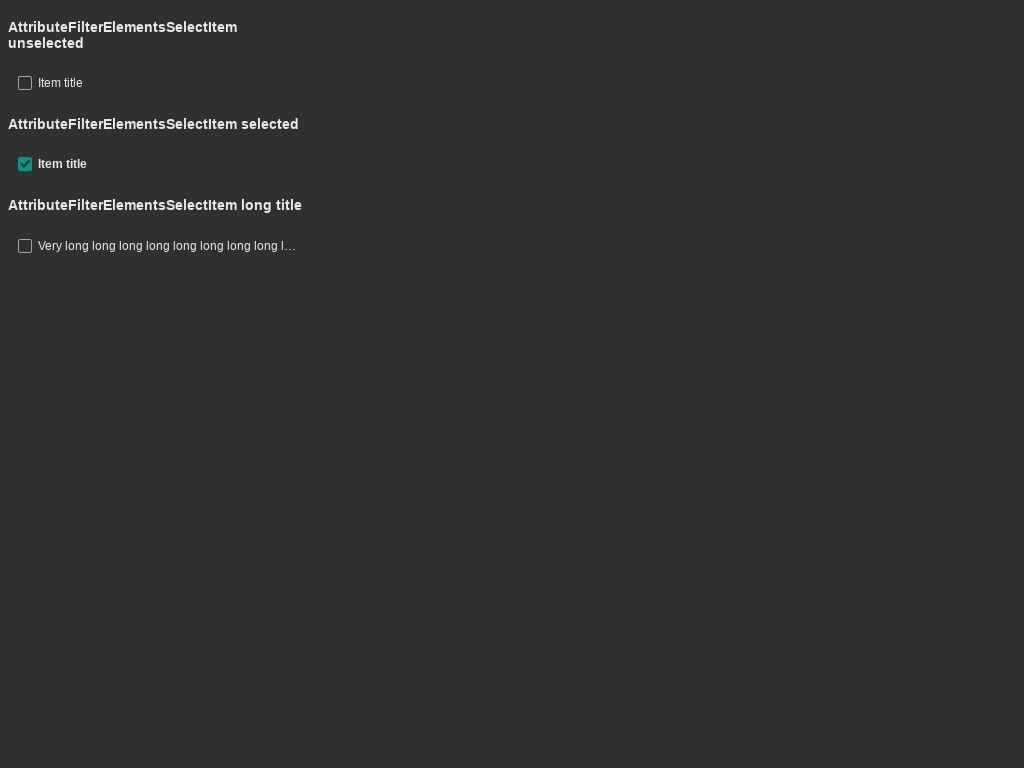 AttributeFilterElementsSelectItem
unselected
Item title
AttributeFilterElementsSelectItem selected
Item title
AttributeFilterElementsSelectItem long title
Very long long long long long long long long l…